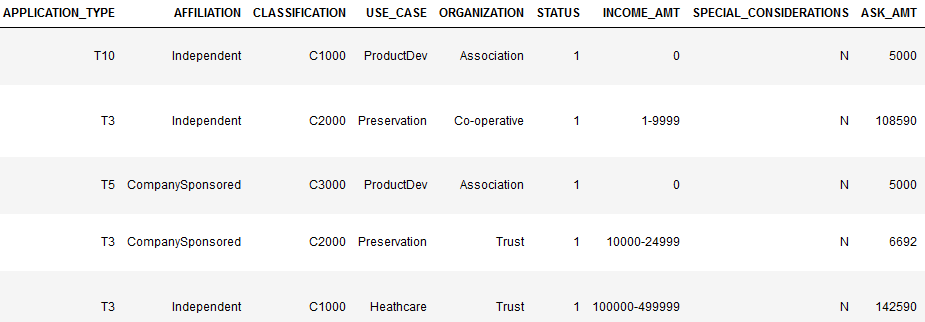 APPLICATION_TYPE AFFILIATION CLASSIFICATION USE_CASE ORGANIZATION STATUS INCOME_AMT SPECIAL_CONSIDERATIONS ASK_AMT
T10 Independent C1000 ProductDev Association 1 0 N 5000
T3 Independent C2000 Preservation Co-operative 1 1-9999 N 108590
T5 CompanySponsored C3000 ProductDev Association 1 0 N 5000
T3 CompanySponsored C2000 Preservation Trust 1 10000-24999 N 6692
T3 Independent C1000 Heathcare Trust 1 100000-499999 N 142590